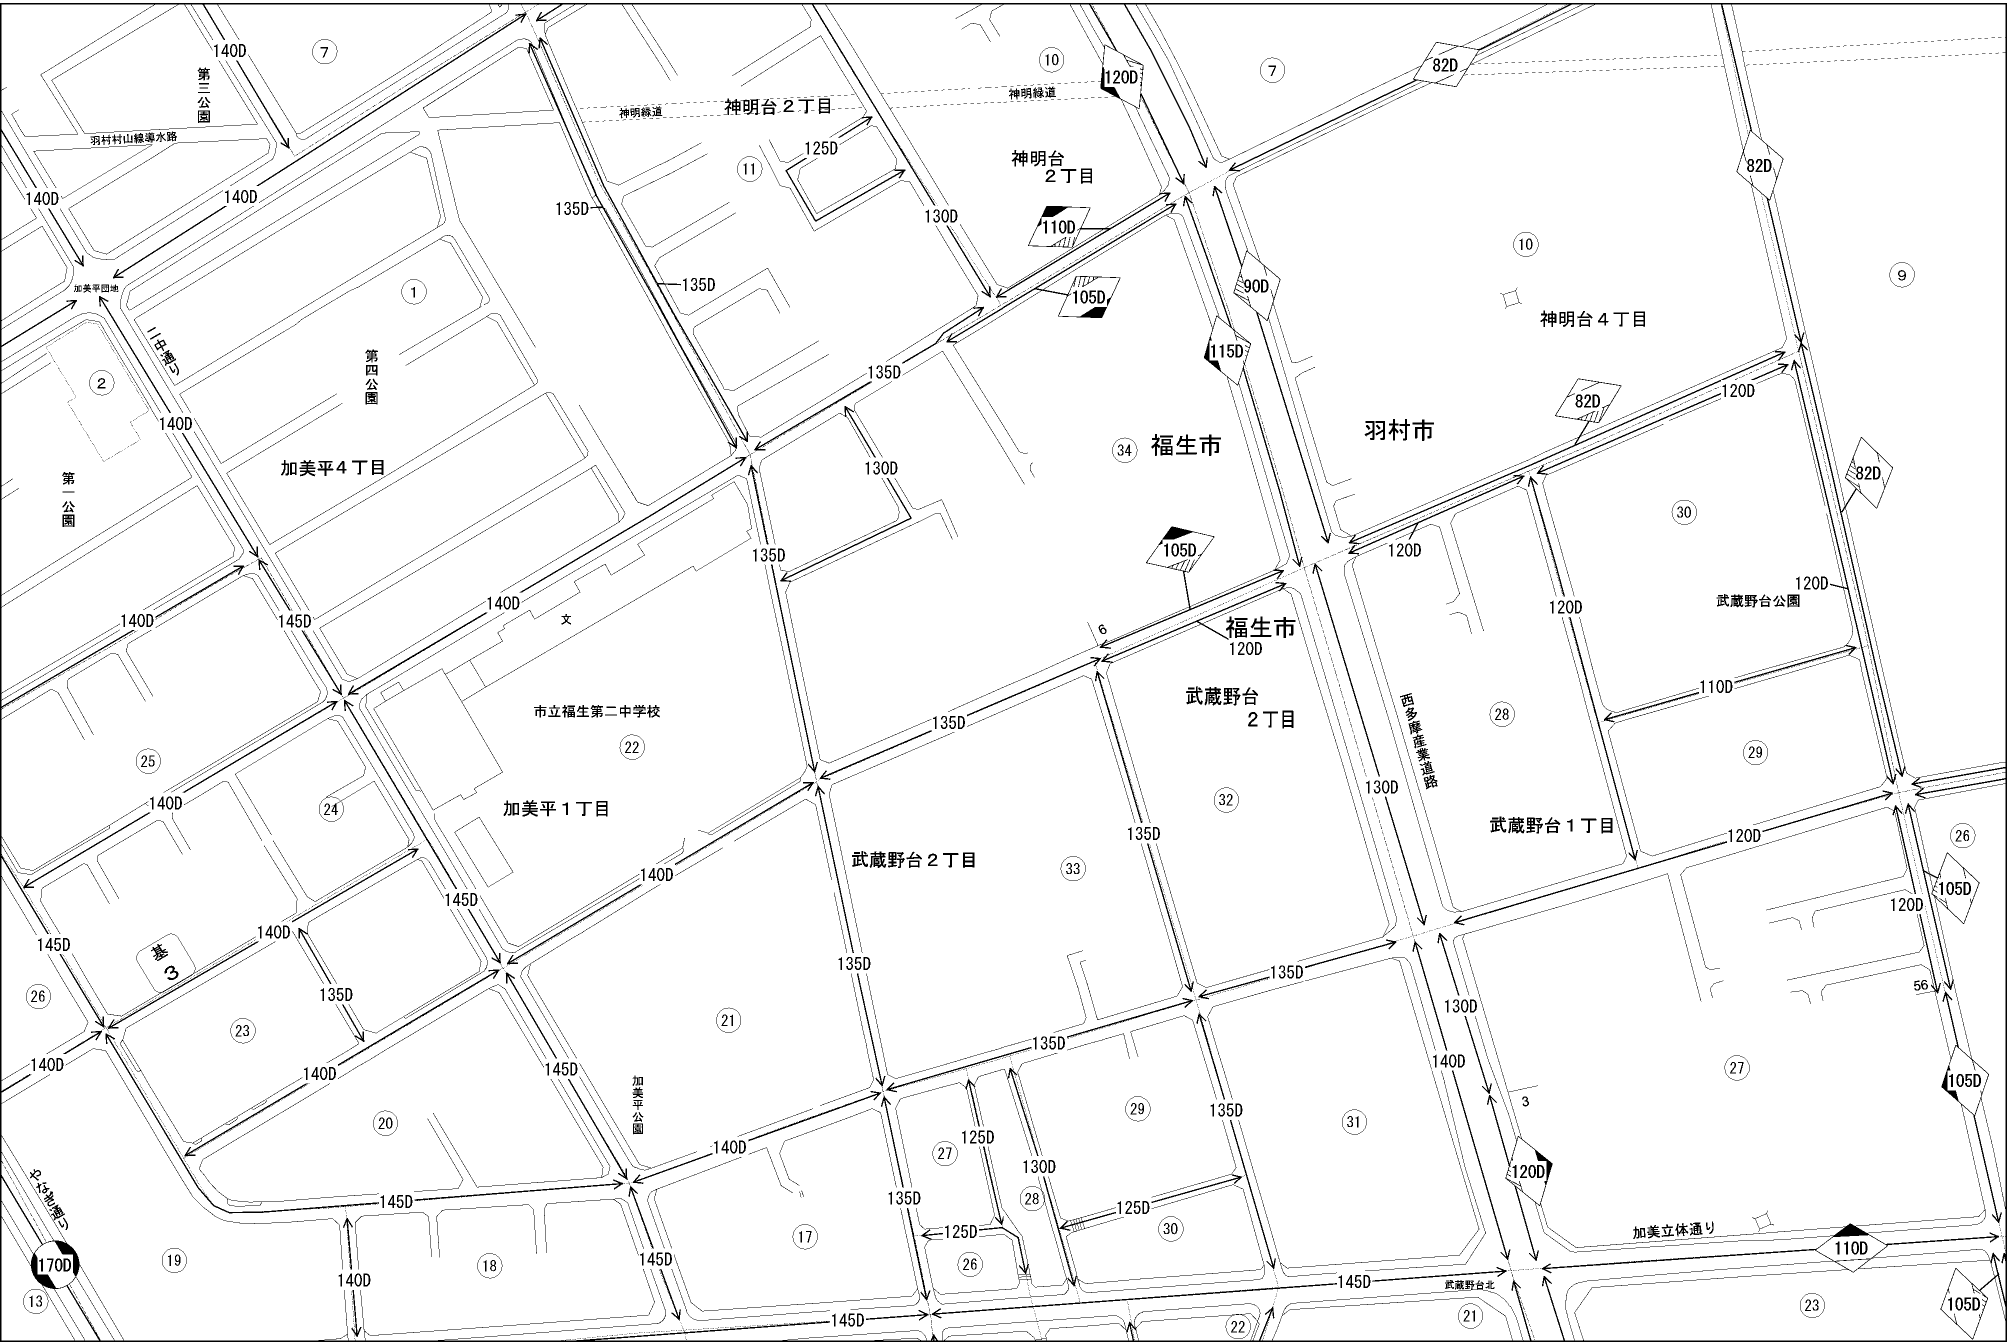 140D
7
第三公園
羽村村山線導水路
140D
140D
加美平団地
二中通り
1
2
第四公園
第一公園
140D
加美平4丁目
135D
135D
神明緑道
神明台2丁目
神明緑道
10
120D
7
82D
82D
11
125D
130D
神明台
2丁目
110D
105D
90D
115D
10
神明台4丁目
9
135D
130D
34
福生市
羽村市
82D
120D
82D
30
135D
105D
120D
120D
120D
武蔵野台公園
140D
145D
140D
文
6
福生市
120D
市立福生第二中学校
22
135D
武蔵野台
2丁目
西多摩産業道路
28
110D
29
25
140D
24
加美平1丁目
130D
32
135D
武蔵野台1丁目
120D
26
武蔵野台2丁目
33
140D
145D
105D
120D
145D
基
3
140D
135D
26
23
135D
135D
130D
56
21
135D
140D
140D
145D
140D
27
105D
加美平公園
29
135D
31
3
20
140D
27
125D
130D
28
120D
やなぎ通り
145D
135D
125D
125D
30
加美立体通り
110D
170D
19
140D
18
145D
17
26
145D
武蔵野台北
105D
13
145D
22
21
23